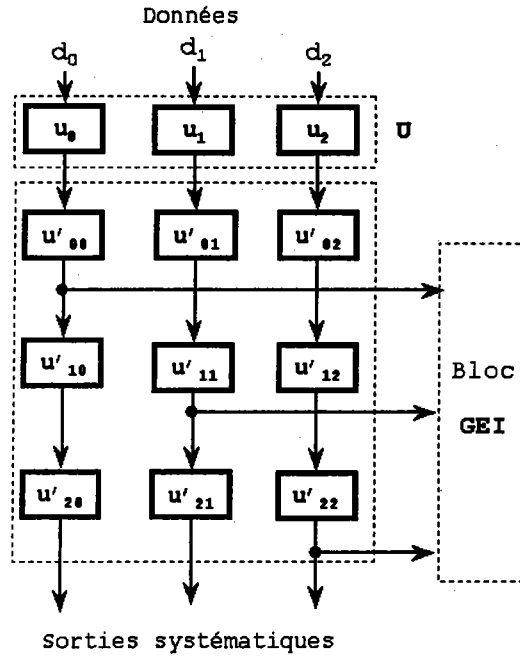 Données
d₀ d₁ d₂
u₀ u₁ u₂ U
u'₀₀ u'₀₁ u'₀₂
u'₁₀ u'₁₁ u'₁₂ Bloc
GEI
u'₂₀ u'₂₁ u'₂₂
Sorties systématiques